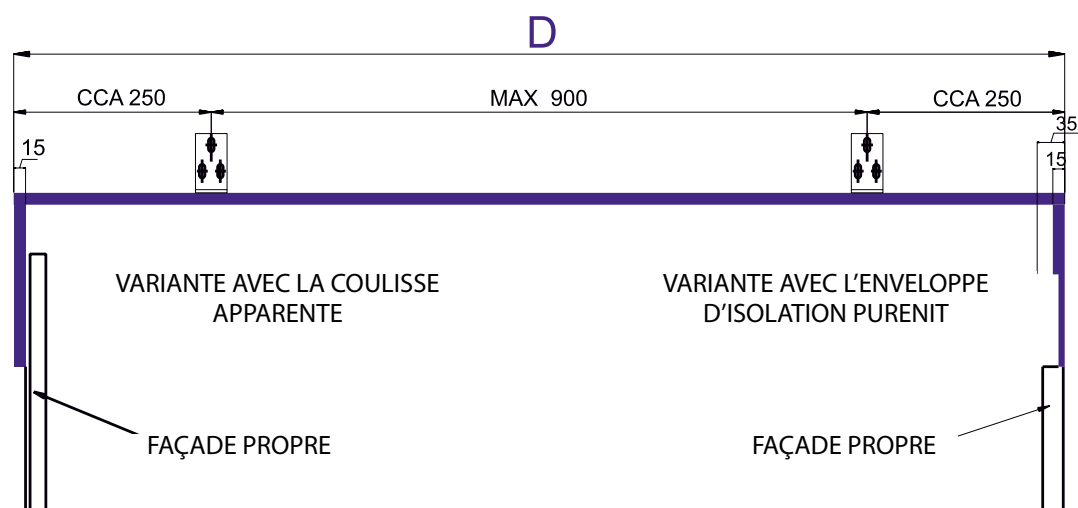 D
CCA 250
MAX 900
CCA 250
15
35
15
VARIANTE AVEC LA COULISSE
APPARENTE
VARIANTE AVEC L'ENVELOPPE
D'ISOLATION PURENIT
FAÇADE PROPRE
FAÇADE PROPRE